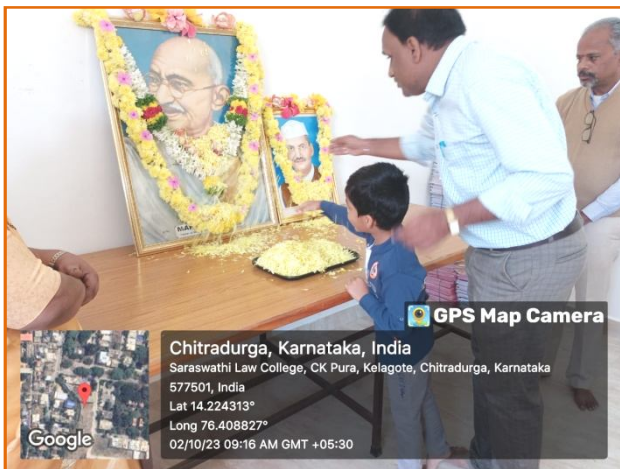 GPS Map Camera
Chitradurga, Karnataka, India
Saraswathi Law College, CK Pura, Kelagote, Chitradurga, Karnataka
577501, India
Lat 14.224313°
Long 76.408827°
02/10/23 09:16 AM GMT +05:30
Google